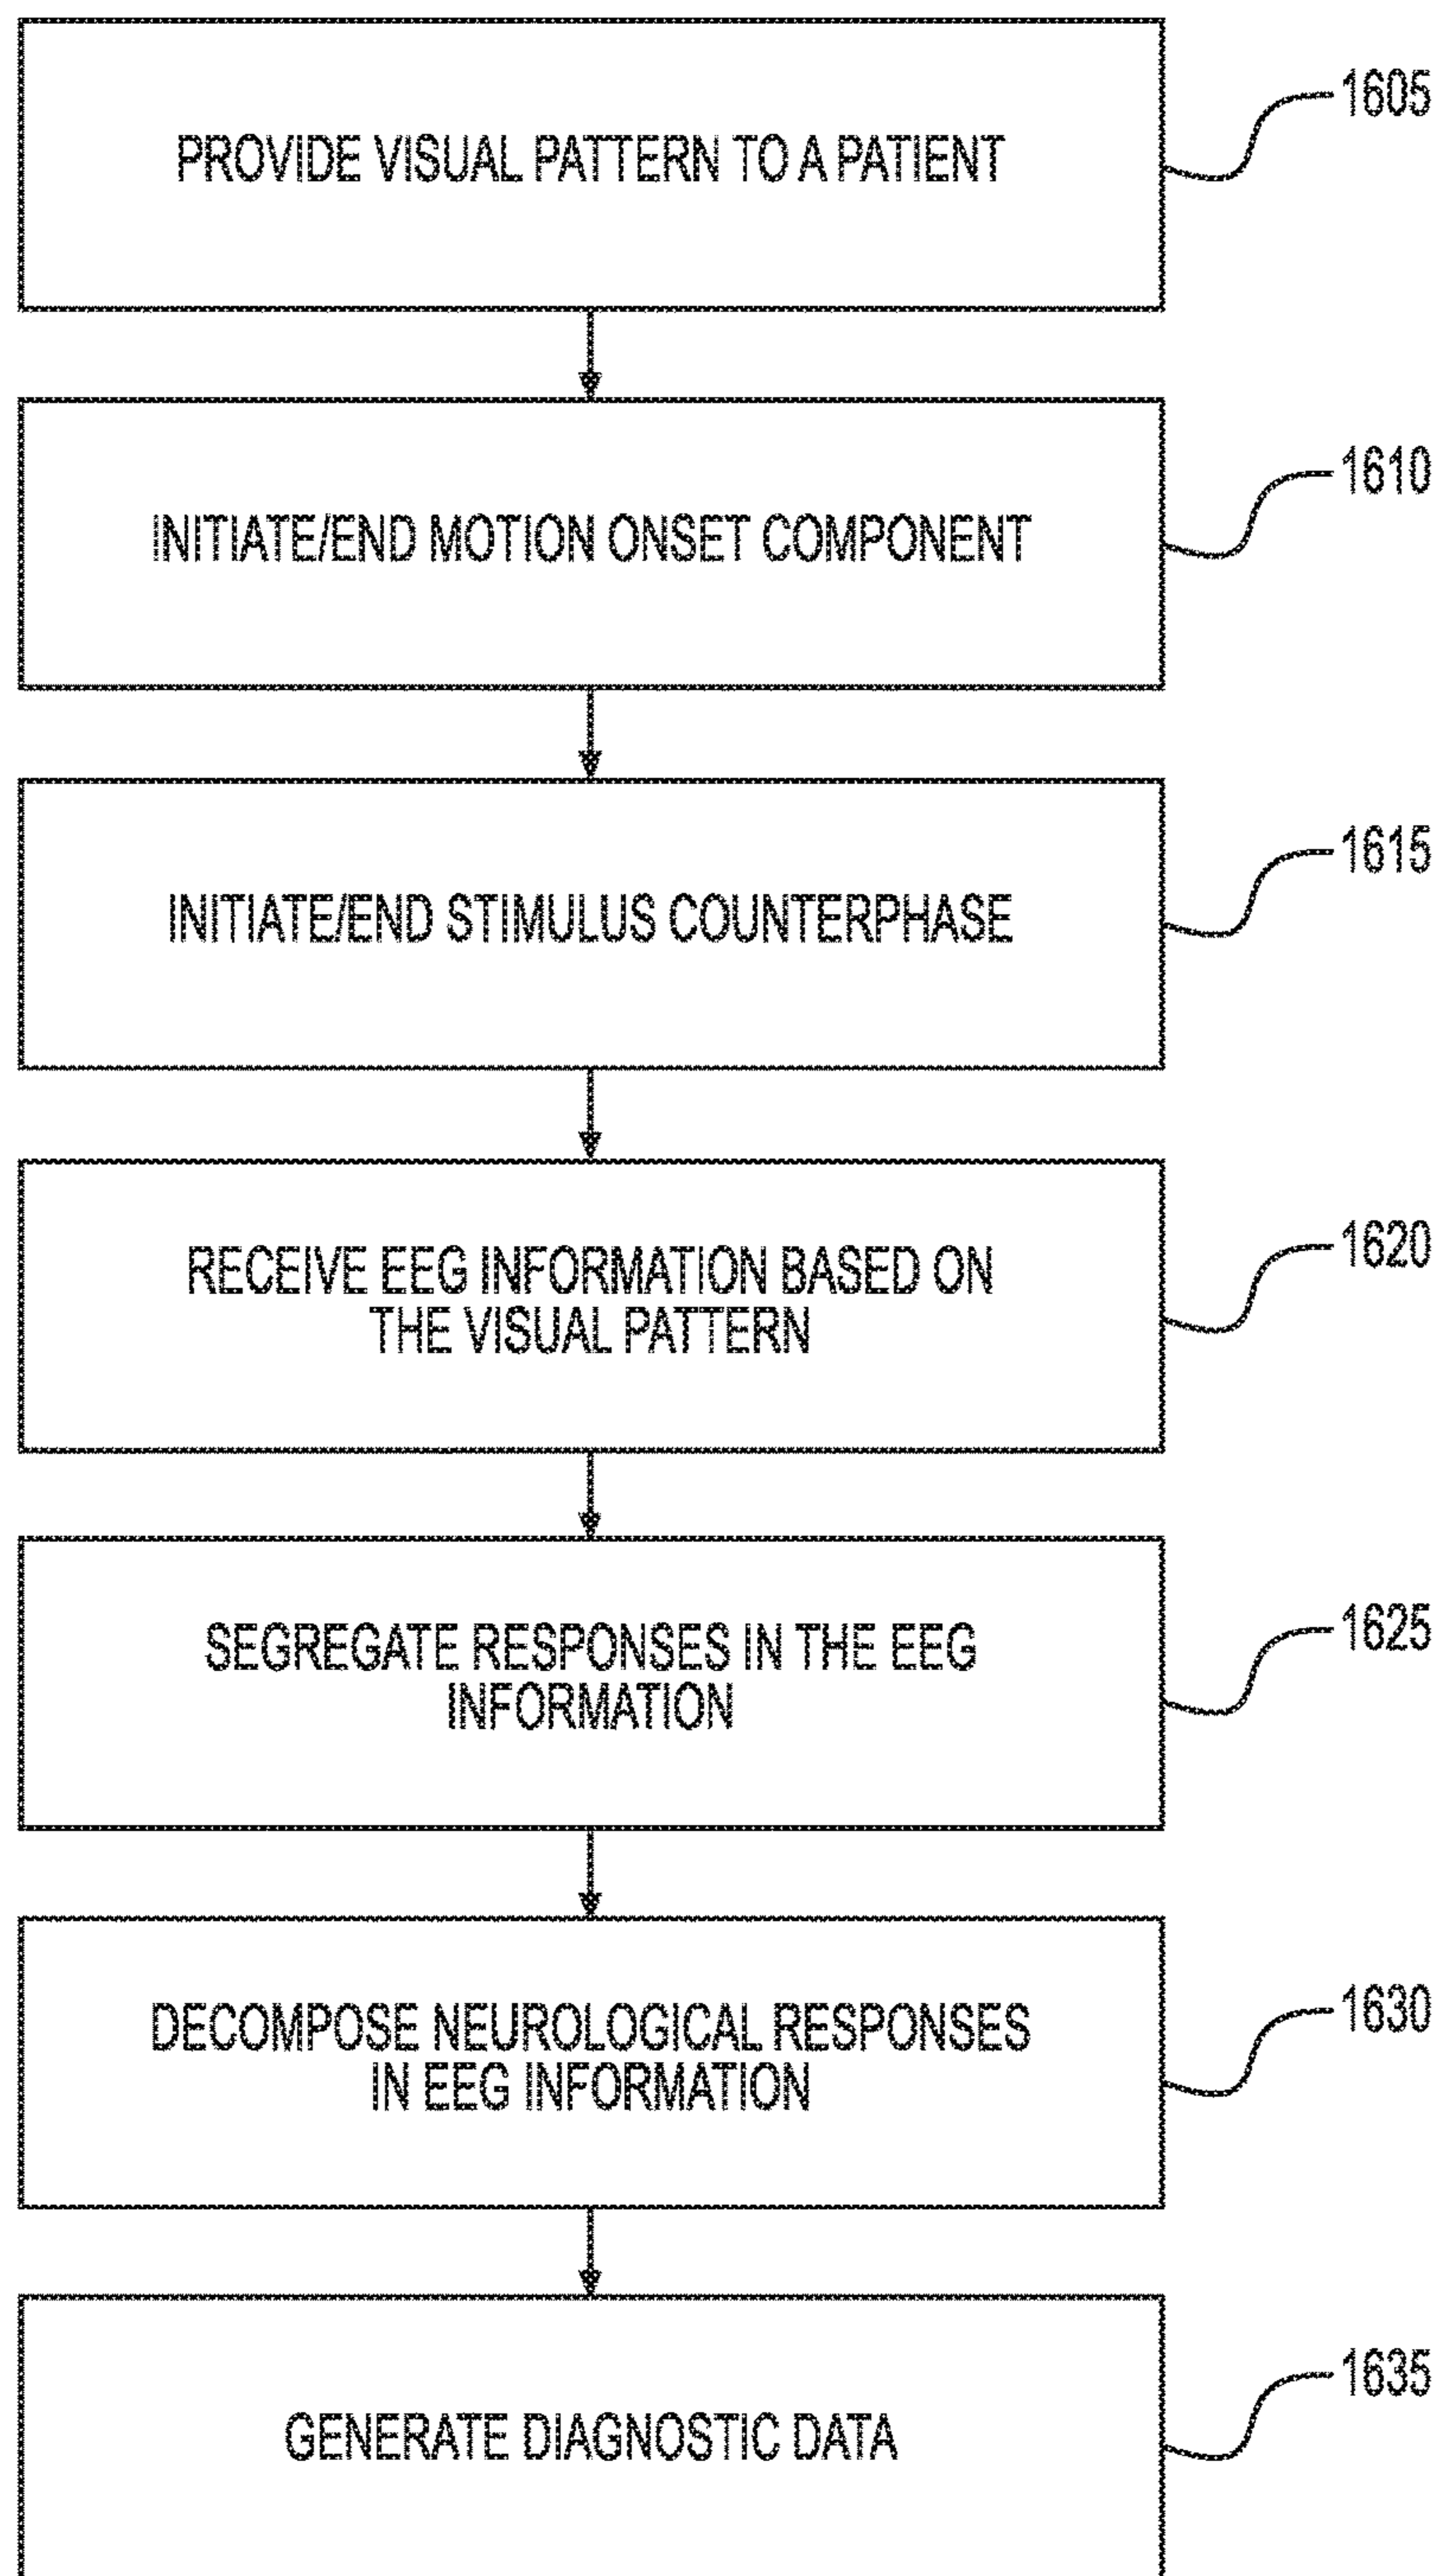 PROVIDE VISUAL PATTERN TO A PATIENT
1605
INITIATE/END MOTION ONSET COMPONENT
1610
INITIATE/END STIMULUS COUNTERPHASE
1615
RECEIVE EEG INFORMATION BASED ON
THE VISUAL PATTERN
1620
SEGREGATE RESPONSES IN THE EEG
INFORMATION
1625
DECOMPOSE NEUROLOGICAL RESPONSES
IN EEG INFORMATION
1630
GENERATE DIAGNOSTIC DATA
1635